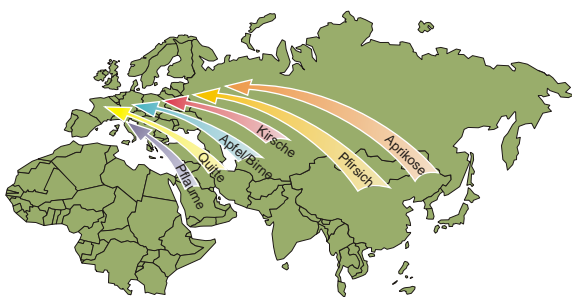 Aprikose
Pfirsich
Kirsche
Apfel/Birne
Quitte
Pflaume